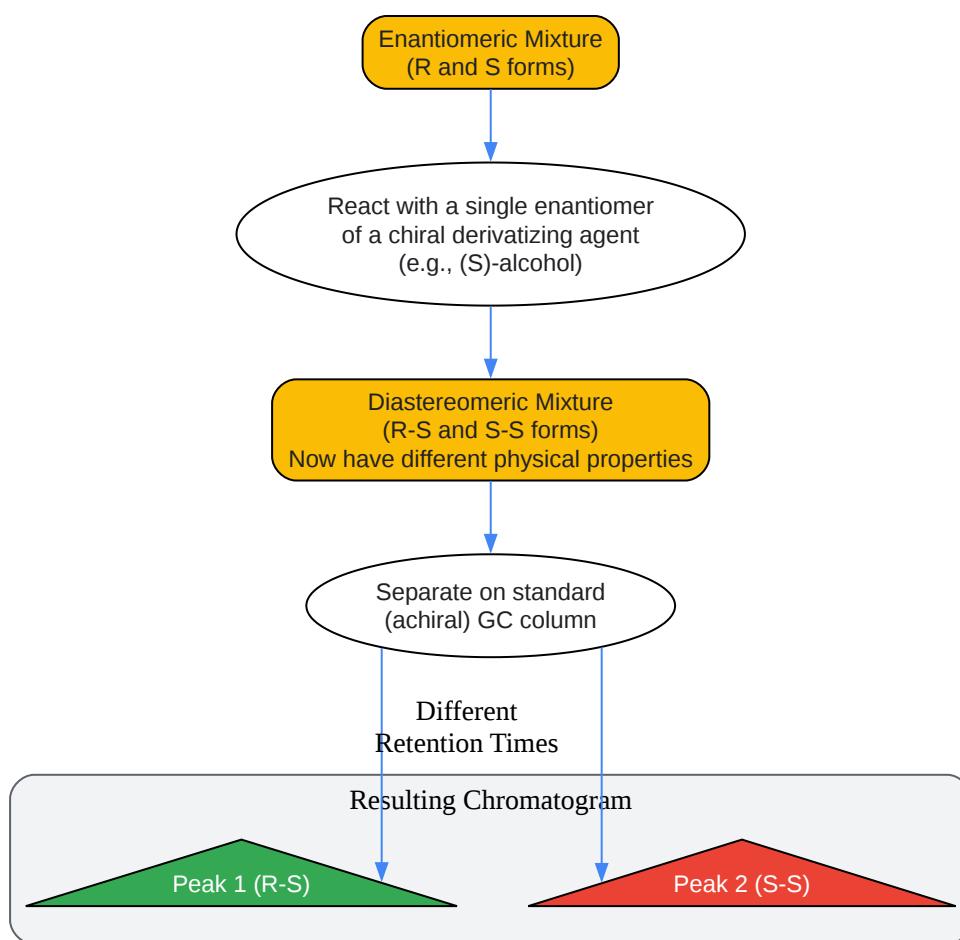 Enantiomeric Mixture
(R and S forms)
React with a single enantiomer
of a chiral derivatizing agent
(e.g., (S)-alcohol)
Diastereomeric Mixture
(R-S and S-S forms)
Now have different physical properties
Separate on standard
(achiral) GC column
Different
Retention Times
Resulting Chromatogram
Peak 1 (R-S)
Peak 2 (S-S)